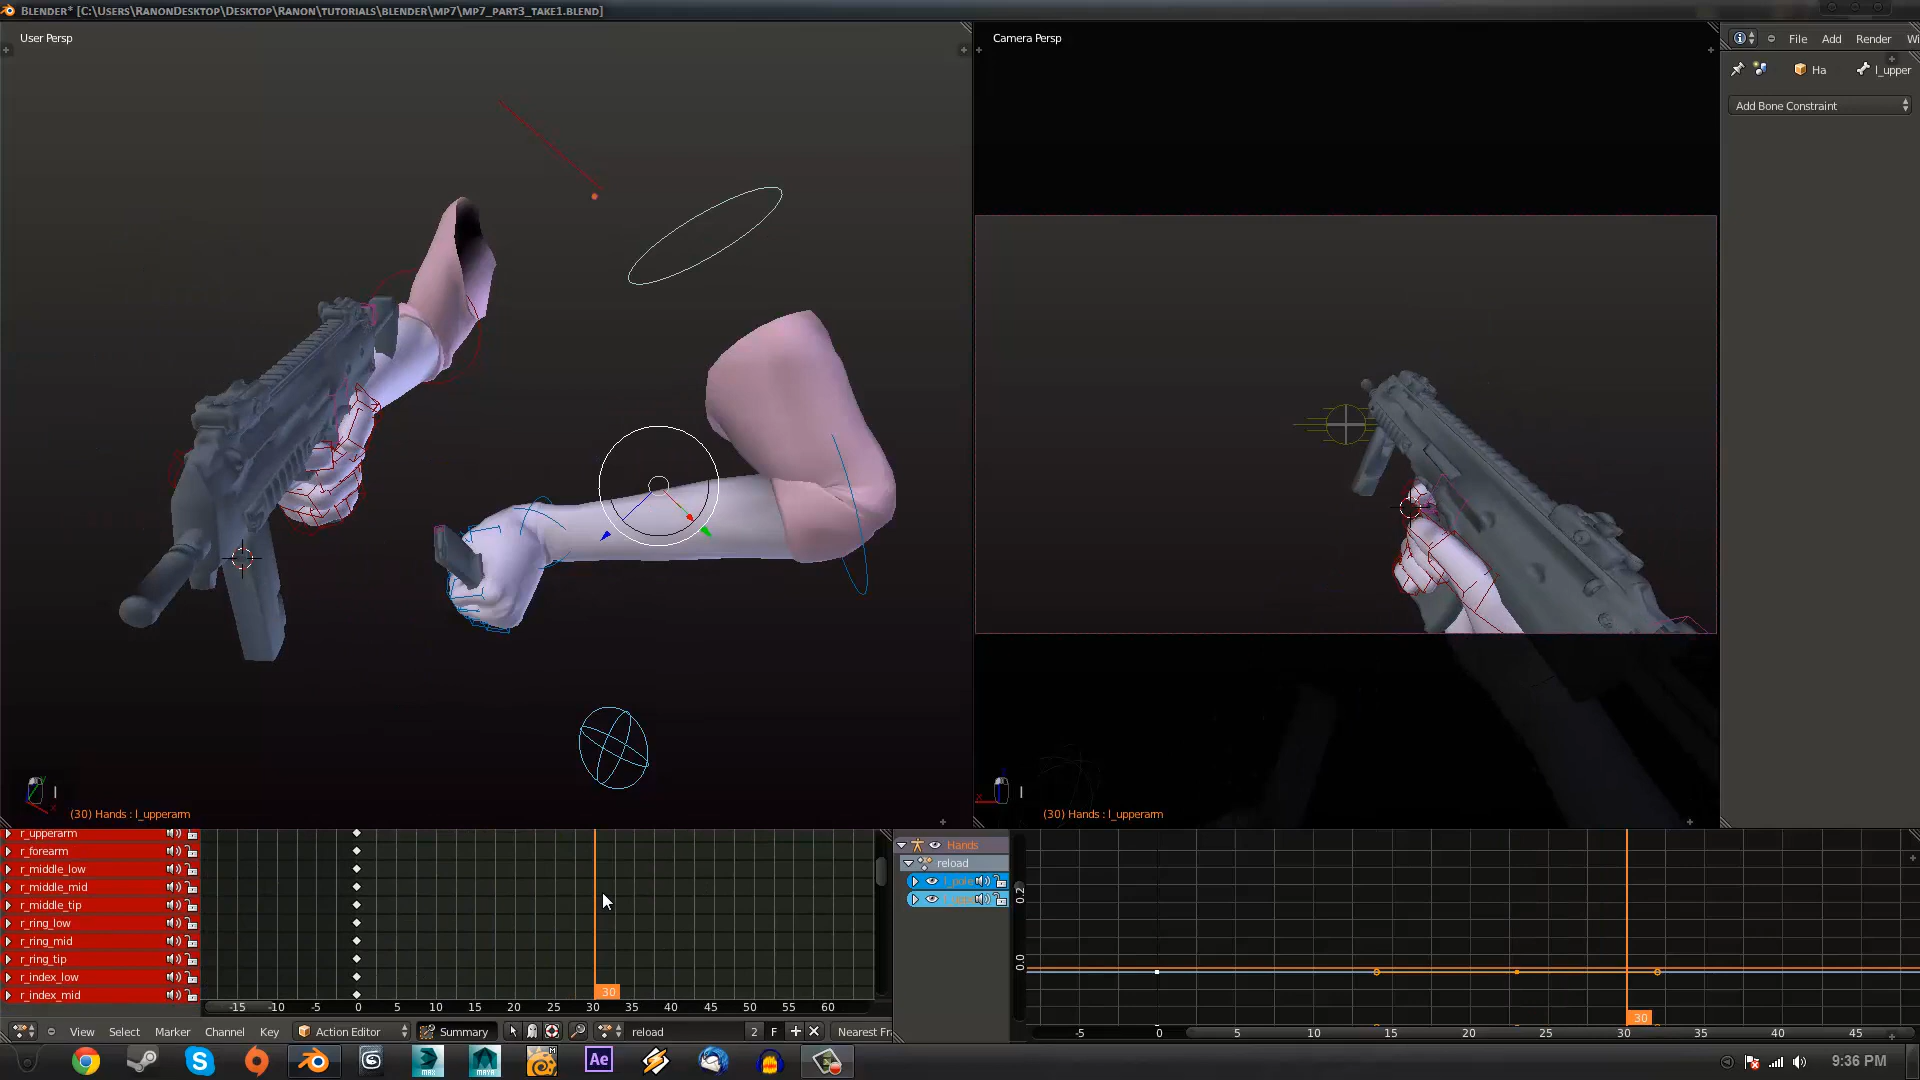 BLENDER* [C:\USERS\RANONDESKTOP\DESKTOP\RANON\TUTORIALS\BLENDER\MP7\MP7_PART3_TAKE1.BLEND]
User Persp
Camera Persp
File Add Render Wi
Ha l_upper
Add Bone Constraint
(30) Hands : l_upperarm
(30) Hands : l_upperarm
r_upperarm
r_forearm
r_middle_low
r_middle_mid
r_middle_tip
r_ring_low
r_ring_mid
r_ring_tip
r_index_low
r_index_mid
30
-15 -10 -5 0 5 10 15 20 25 30 35 40 45 50 55 60
View Select Marker Channel Key Action Editor Summary reload 2 F Nearest Fr
Hands
reload
0.2
0.0
30
-5 0 5 10 15 20 25 30 35 40 45
MAX
MAYA
Ae
9:36 PM